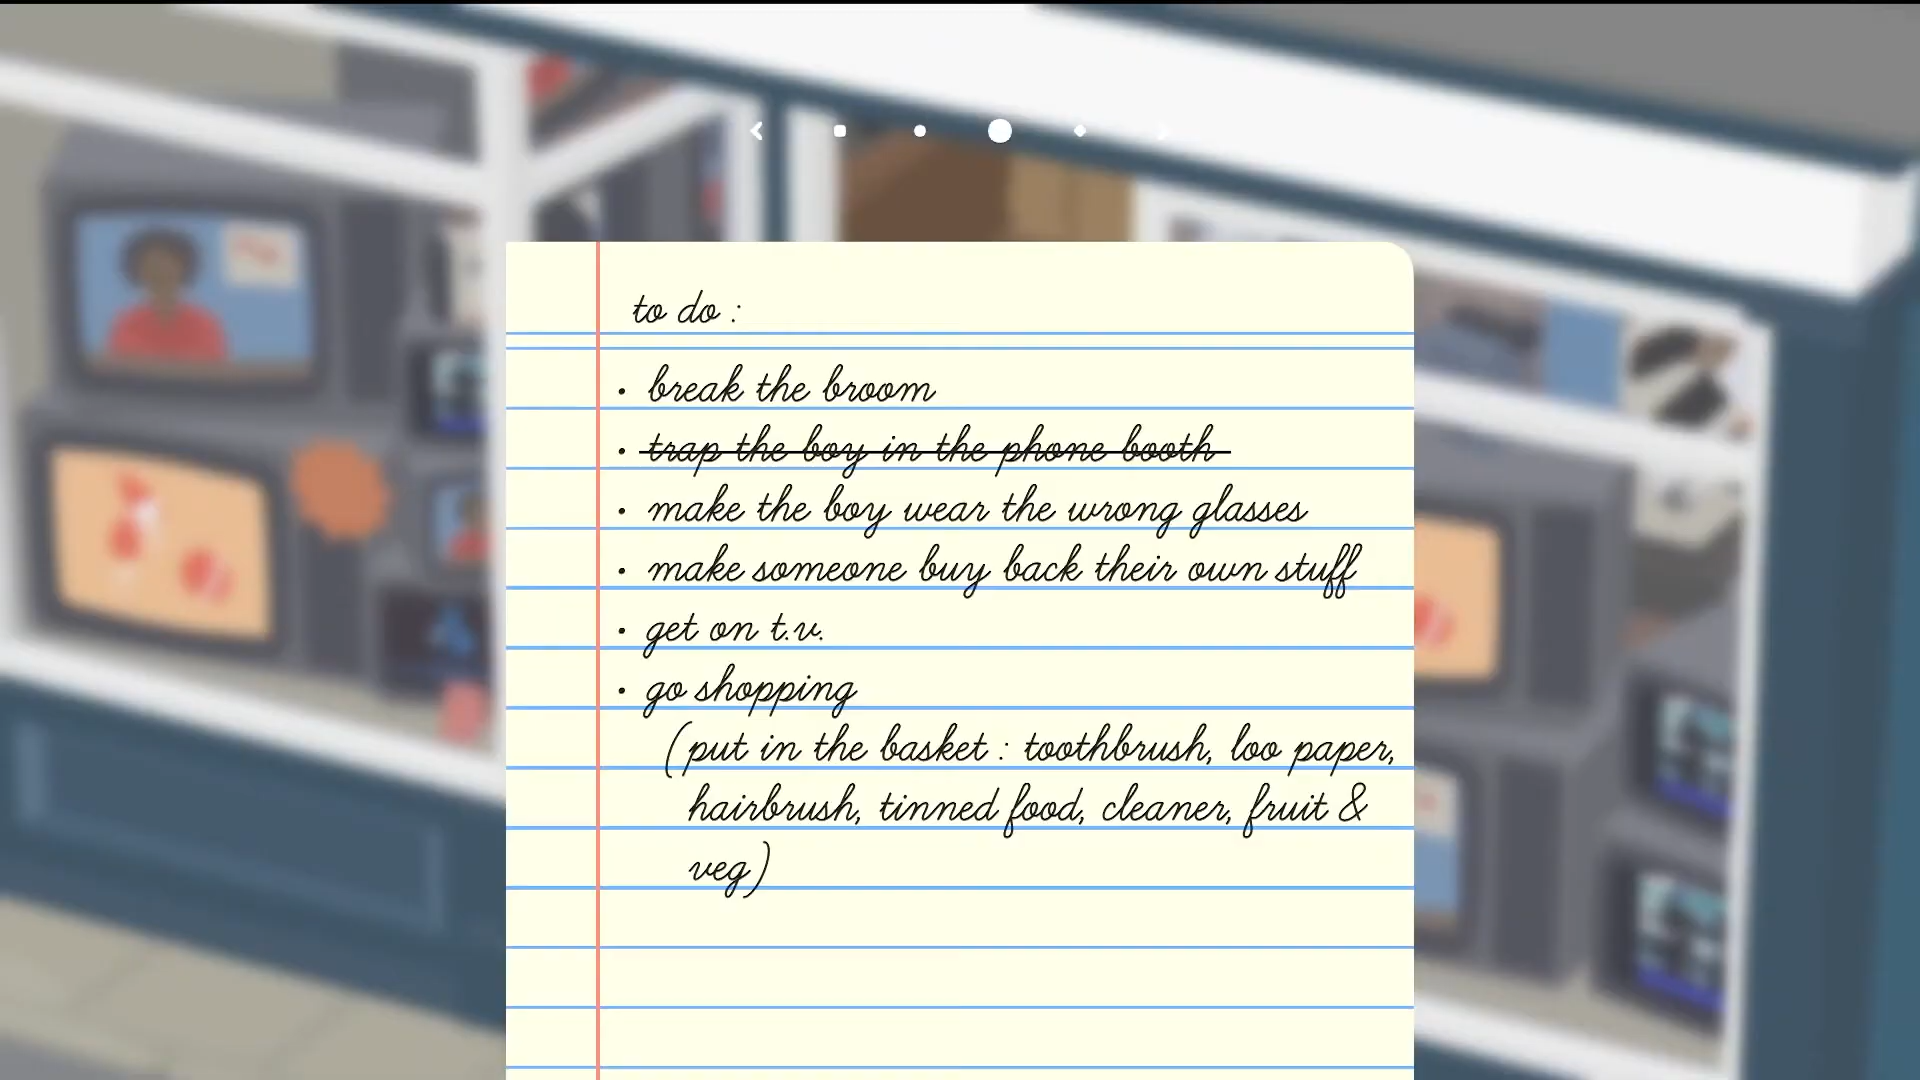 to do :
• break the broom
• trap the boy in the phone booth
• make the boy wear the wrong glasses
• make someone buy back their own stuff
• get on t.v.
• go shopping
(put in the basket : toothbrush, loo paper,
hairbrush, tinned food, cleaner, fruit &
veg)